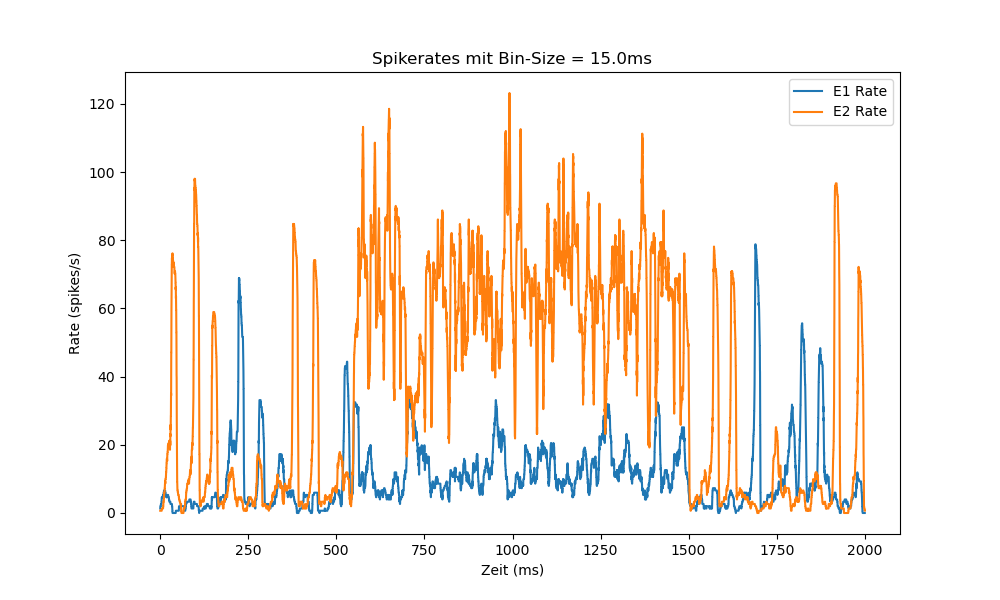 Spikerates mit Bin-Size = 15.0ms
E1 Rate
E2 Rate
Rate (spikes/s)
120
100
80
60
40
20
0
0 250 500 750 1000 1250 1500 1750 2000
Zeit (ms)